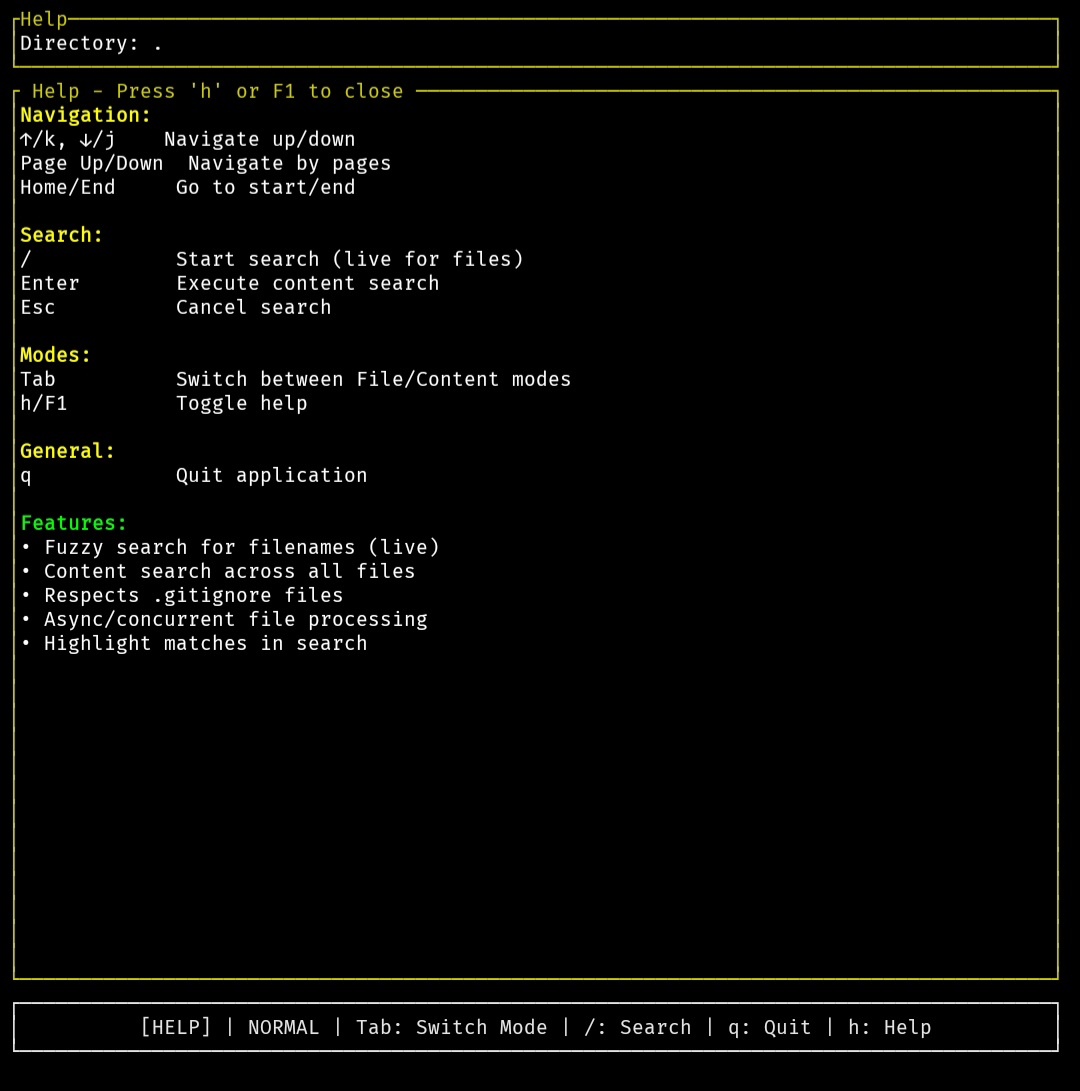 Help
Directory: .
Help - Press 'h' or F1 to close
Navigation:
↑/k, ↓/j    Navigate up/down
Page Up/Down  Navigate by pages
Home/End     Go to start/end
Search:
/            Start search (live for files)
Enter        Execute content search
Esc          Cancel search
Modes:
Tab          Switch between File/Content modes
h/F1         Toggle help
General:
q            Quit application
Features:
• Fuzzy search for filenames (live)
• Content search across all files
• Respects .gitignore files
• Async/concurrent file processing
• Highlight matches in search
[HELP] | NORMAL | Tab: Switch Mode | /: Search | q: Quit | h: Help